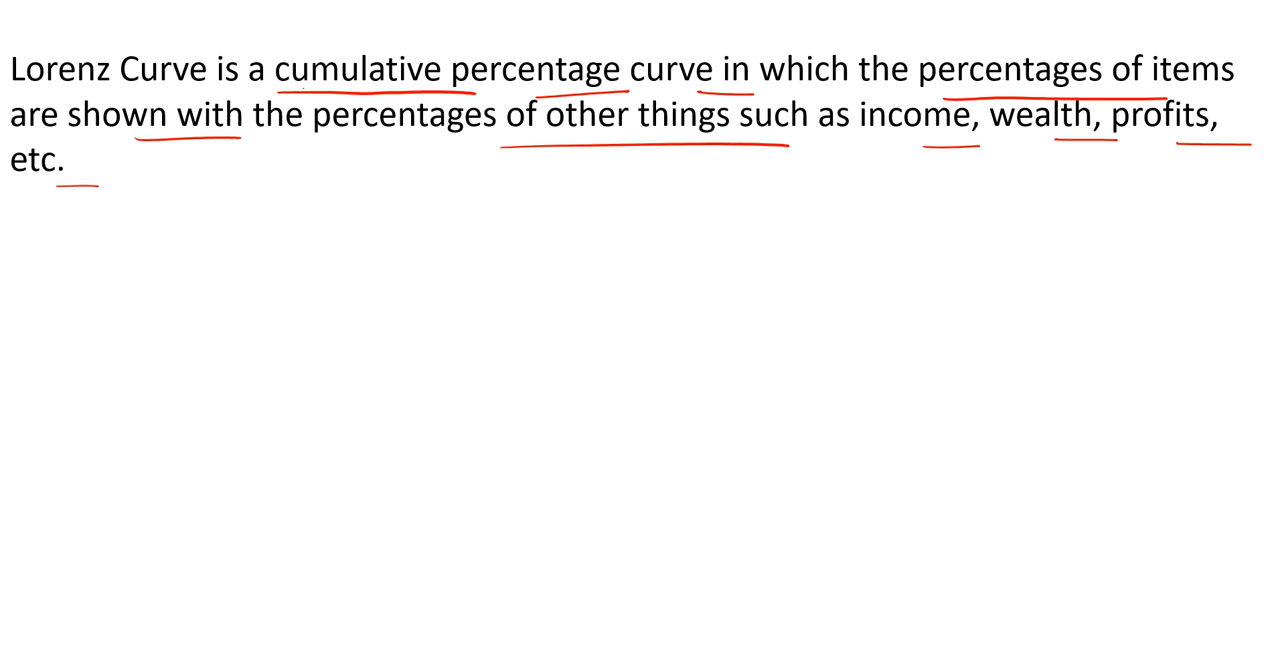 Lorenz Curve is a cumulative percentage curve in which the percentages of items
are shown with the percentages of other things such as income, wealth, profits,
etc.